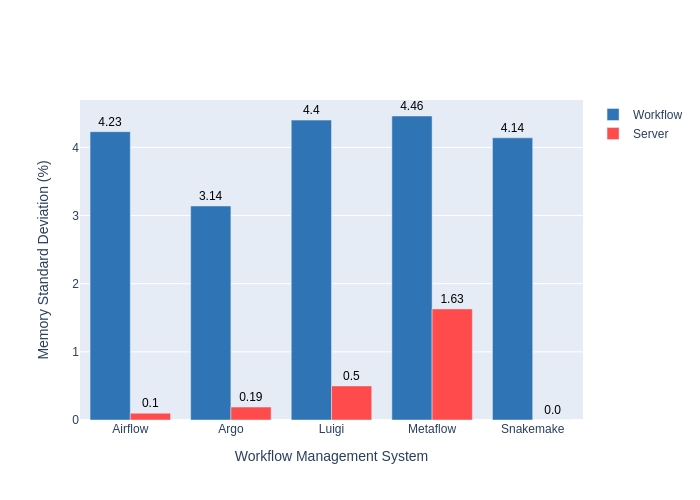 4.23
0.1
3.14
0.19
4.4
0.5
4.46
1.63
4.14
0.0
4
3
2
1
0
Memory Standard Deviation (%)
Airflow
Argo
Luigi
Metaflow
Snakemake
Workflow Management System
Workflow
Server